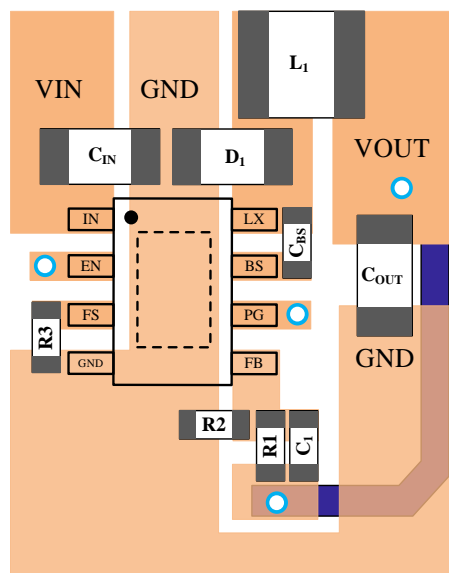 L1
VIN
GND
CIN
D1
VOUT
IN
LX
CBS
EN
BS
COUT
FS
PG
R3
GND
GND
FB
R2
R1
C1